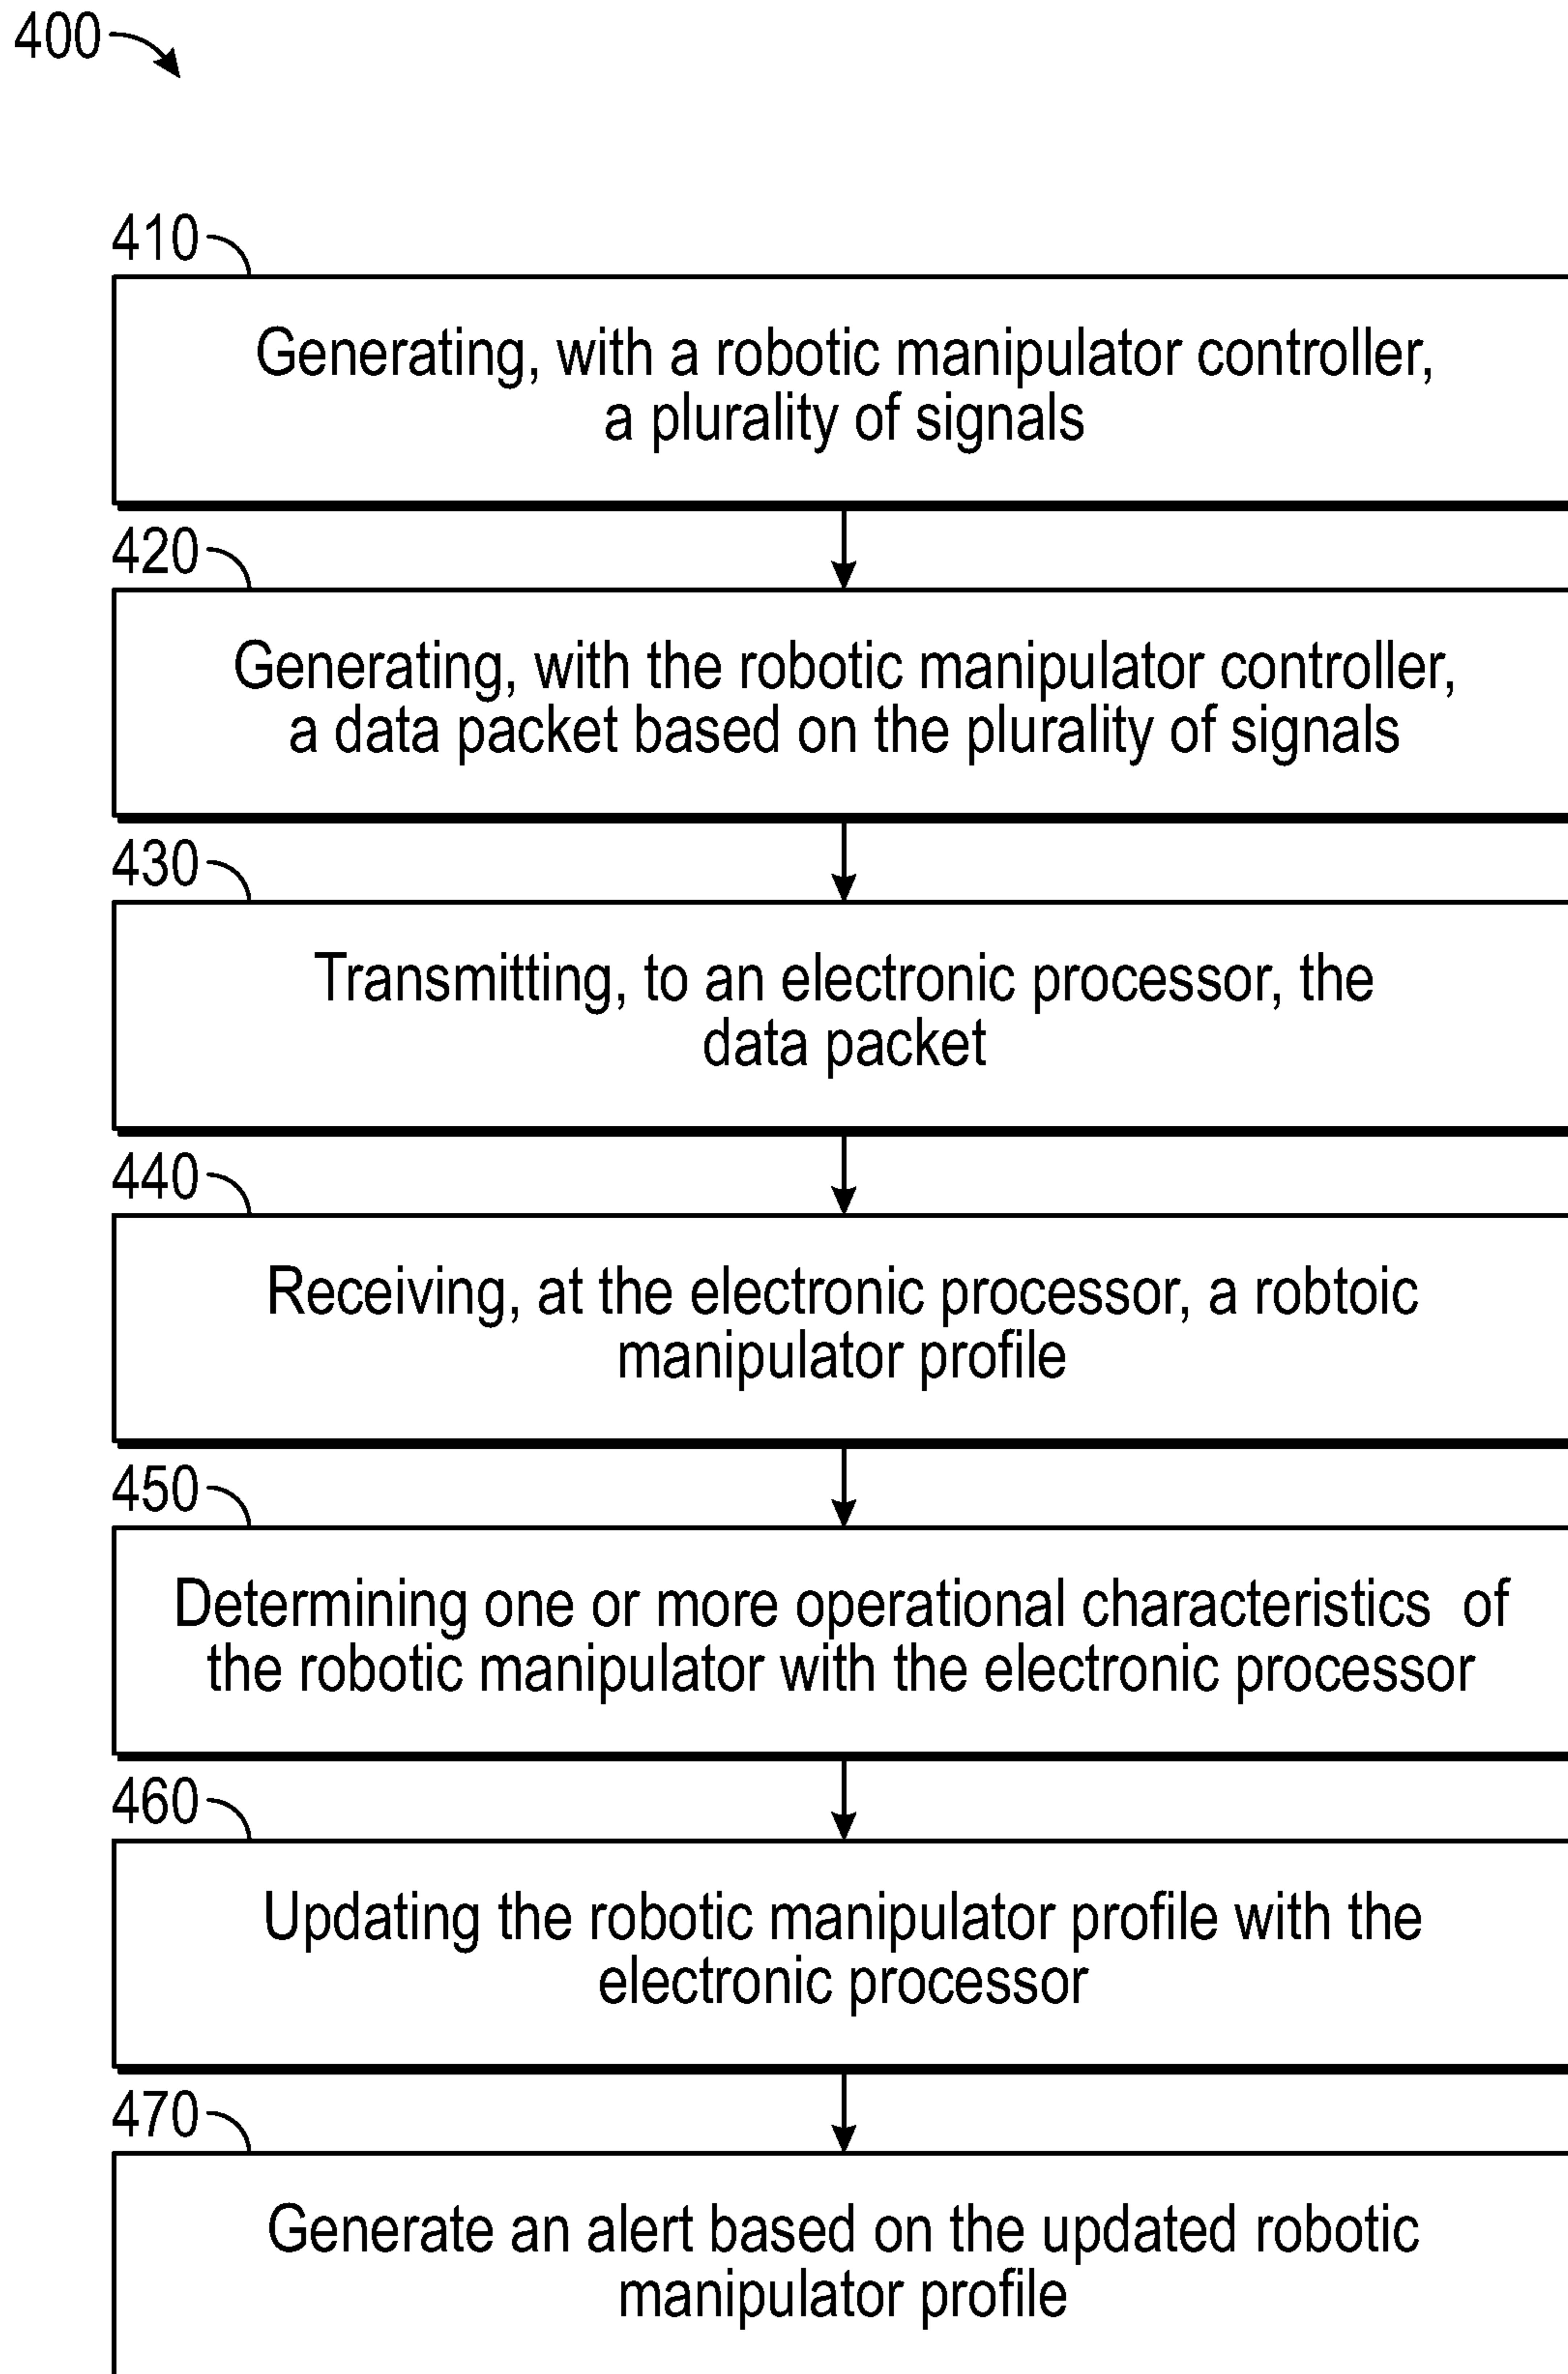 400
410
Generating, with a robotic manipulator controller,
a plurality of signals
420
Generating, with the robotic manipulator controller,
a data packet based on the plurality of signals
430
Transmitting, to an electronic processor, the
data packet
440
Receiving, at the electronic processor, a robtoic
manipulator profile
450
Determining one or more operational characteristics of
the robotic manipulator with the electronic processor
460
Updating the robotic manipulator profile with the
electronic processor
470
Generate an alert based on the updated robotic
manipulator profile